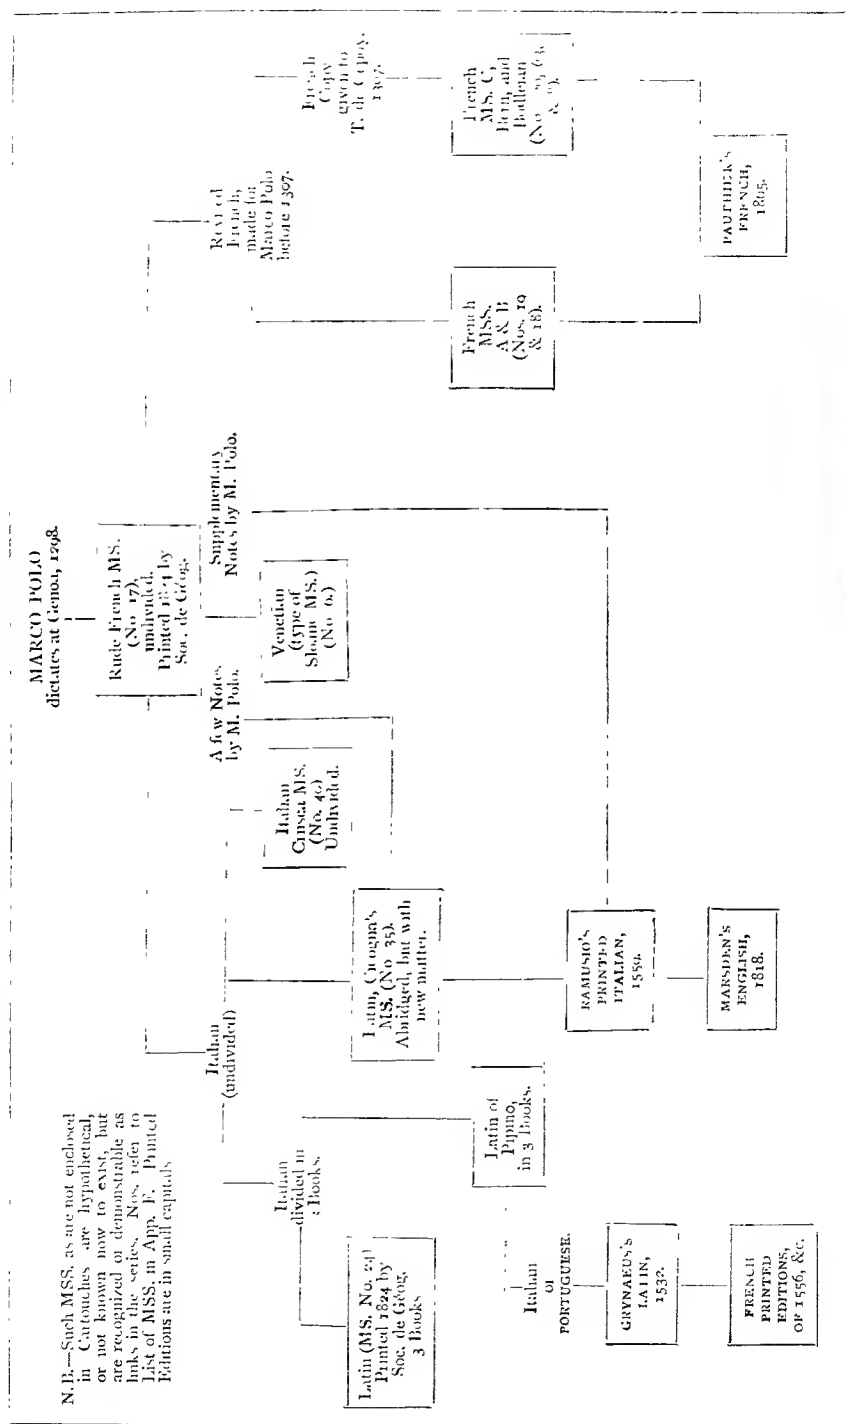 N.B.—Such MSS. as are not enclosed
in Cartouches are hypothetical,
or not known now to exist, but
are recognized or demonstrable as
links in the series. Nos. refer to
List of MSS. in App. F. Printed
Editions are in small capitals
MARCO POLO
dictates at Genoa, 1298.
Rude French MS.
(No 17),
undivided.
Printed 1824 by
Soc. de Géog.
Italian
(undivided)
A few Notes
by M. Polo.
Supplementary
Notes by M. Polo.
Revised
French,
made for
Marco Polo
before 1307.
Italian
divided in
Books.
Italian
Crusca MS.
(No. 40)
Undivided.
Venetian
(type of
Sloane MS.)
(No 6.)
French
Copy
given to
T. de Cepoy.
1307.
Latin (MS. No. 24)
Printed 1824 by
Soc. de Géog.
3 Books
Latin, Cicogna's
MS. (No 35).
Abridged, but with
new matter.
French
MSS.
A & B
(Nos. 19
& 18).
French
MS. C,
Bern, and
Bodleian
Latin of
Pipino,
in 3 Books.
Italian
or
PORTUGUESE.
RAMUSIO'S
PRINTED
ITALIAN,
1559.
GRYNAEUS'S
LATIN,
1532.
MARSDEN'S
ENGLISH,
1818.
PAUTHIER'S
FRENCH,
1865.
FRENCH
PRINTED
EDITIONS,
OF 1556, &c.